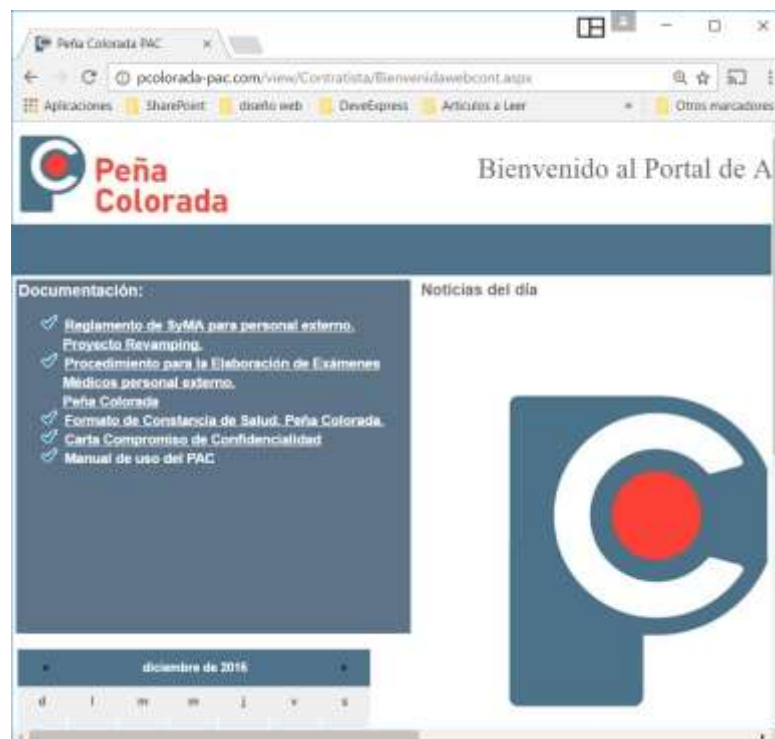 Peña Colorada PAC
pcolorada-pac.com/view/Contratista/Bienvenidawebcont.aspx
Aplicaciones SharePoint diseño web DeveExpress Articulos a Leer » Otros marcadores
Peña
Colorada
Bienvenido al Portal de A
Documentación:
Reglamento de SyMA para personal externo.
Proyecto Revamping.
Procedimiento para la Elaboración de Exámenes
Médicos personal externo.
Peña Colorada
Formato de Constancia de Salud. Peña Colorada.
Carta Compromiso de Confidencialidad
Manual de uso del PAC
Noticias del día
diciembre de 2016
d l m m j v s